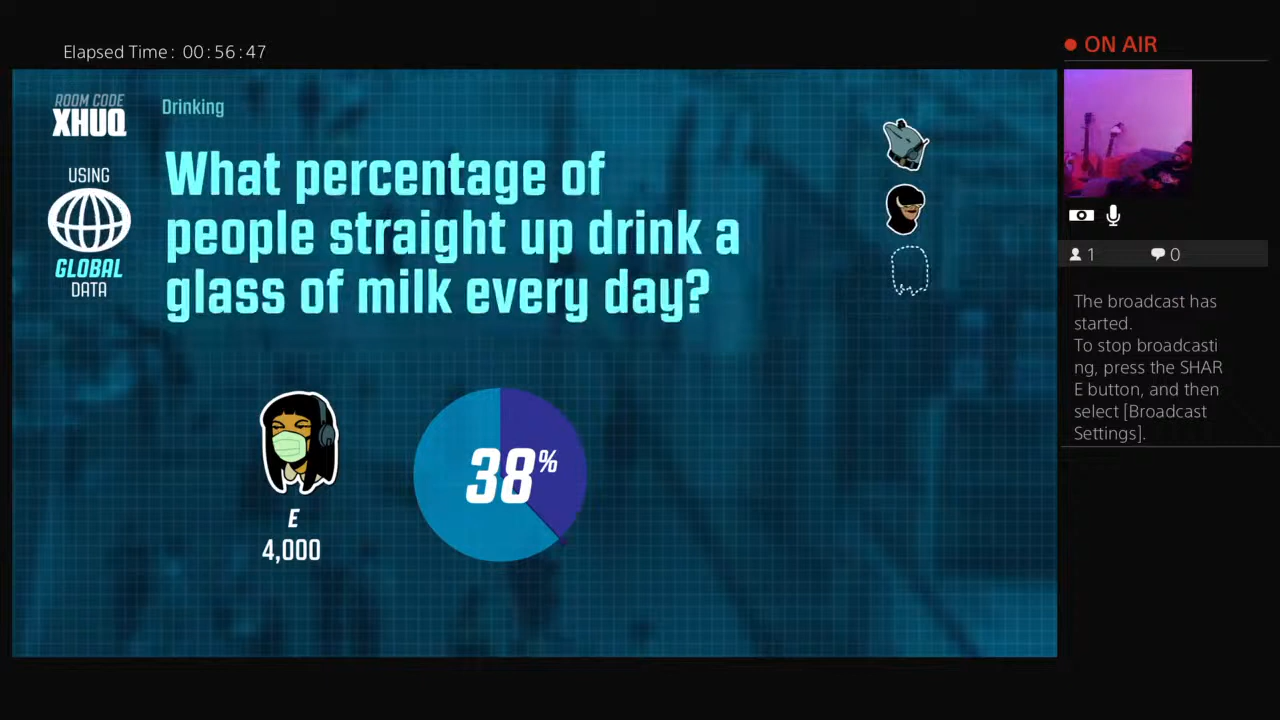 Elapsed Time: 00:56:47
ON AIR
ROOM CODE
XHUQ
USING
GLOBAL
DATA
Drinking
What percentage of
people straight up drink a
glass of milk every day?
E
4,000
38%
1
0
The broadcast has
started.
To stop broadcasti
ng, press the SHAR
E button, and then
select [Broadcast
Settings].